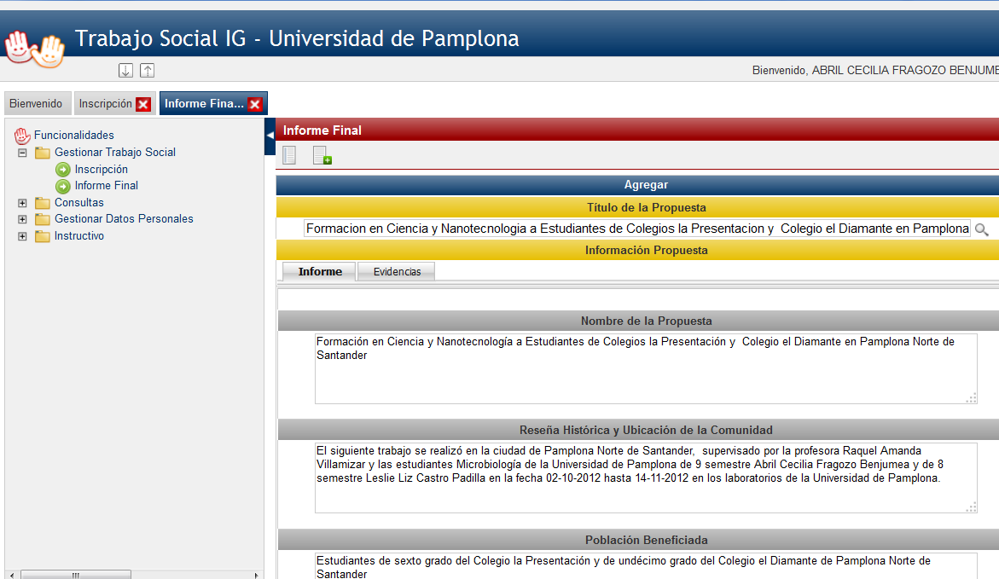 Trabajo Social IG - Universidad de Pamplona
Bienvenido, ABRIL CECILIA FRAGOZO BENJUME
Bienvenido
Inscripción
Informe Fina...
Funcionalidades
Gestionar Trabajo Social
Inscripción
Informe Final
Consultas
Gestionar Datos Personales
Instructivo
Informe Final
Agregar
Título de la Propuesta
Formacion en Ciencia y Nanotecnologia a Estudiantes de Colegios la Presentacion y  Colegio el Diamante en Pamplona
Información Propuesta
Informe
Evidencias
Nombre de la Propuesta
Formación en Ciencia y Nanotecnología a Estudiantes de Colegios la Presentación y  Colegio el Diamante en Pamplona Norte de
Santander
Reseña Histórica y Ubicación de la Comunidad
El siguiente trabajo se realizó en la ciudad de Pamplona Norte de Santander,  supervisado por la profesora Raquel Amanda
Villamizar y las estudiantes Microbiología de la Universidad de Pamplona de 9 semestre Abril Cecilia Fragozo Benjumea y de 8
semestre Leslie Liz Castro Padilla en la fecha 02-10-2012 hasta 14-11-2012 en los laboratorios de la Universidad de Pamplona.
Población Beneficiada
Estudiantes de sexto grado del Colegio la Presentación y de undécimo grado del Colegio el Diamante de Pamplona Norte de
Santander